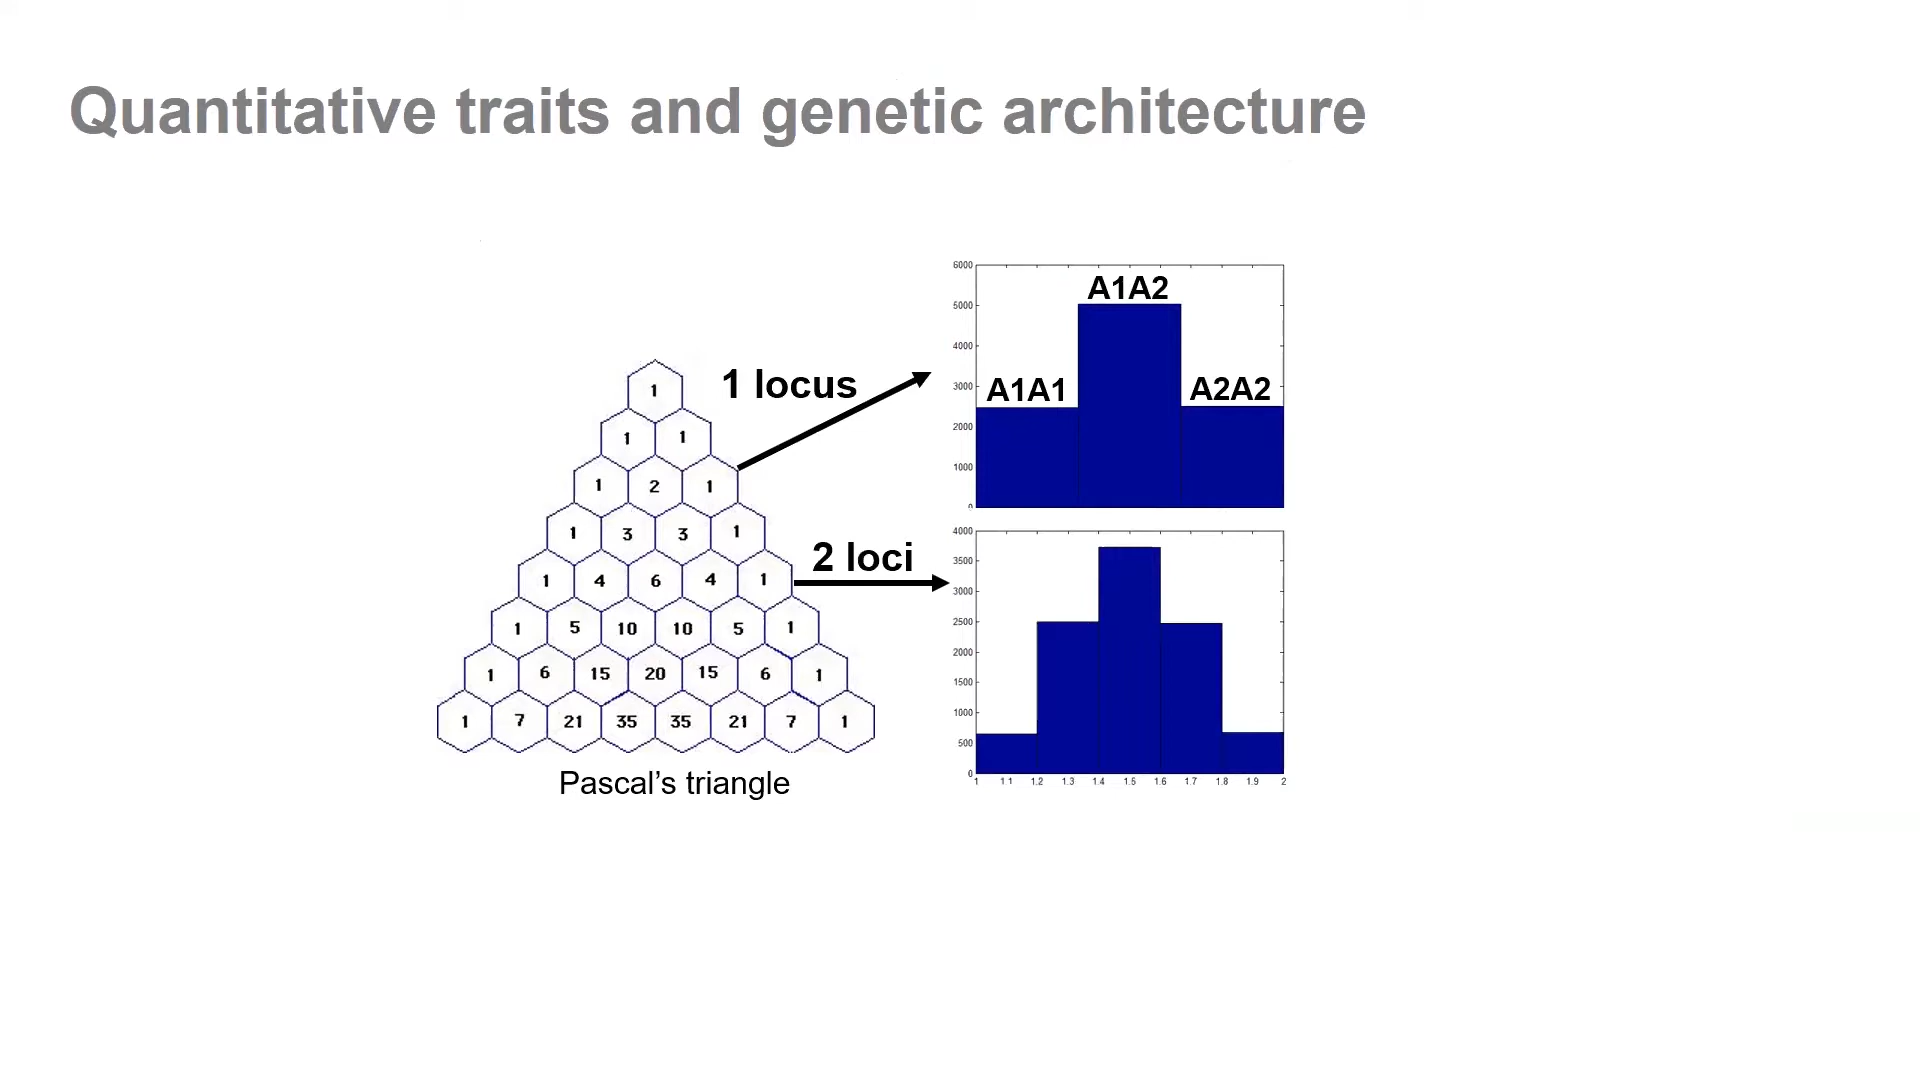 Quantitative traits and genetic architecture
1 locus
2 loci
1
1 1
1 2 1
1 3 3 1
1 4 6 4 1
1 5 10 10 5 1
1 6 15 20 15 6 1
1 7 21 35 35 21 7 1
Pascal's triangle
6000
A1A2
5000
4000
3000
A1A1 A2A2
2000
1000
0
4000
3500
3000
2500
2000
1500
1000
500
0
1 1.1 1.2 1.3 1.4 1.5 1.6 1.7 1.8 1.9 2